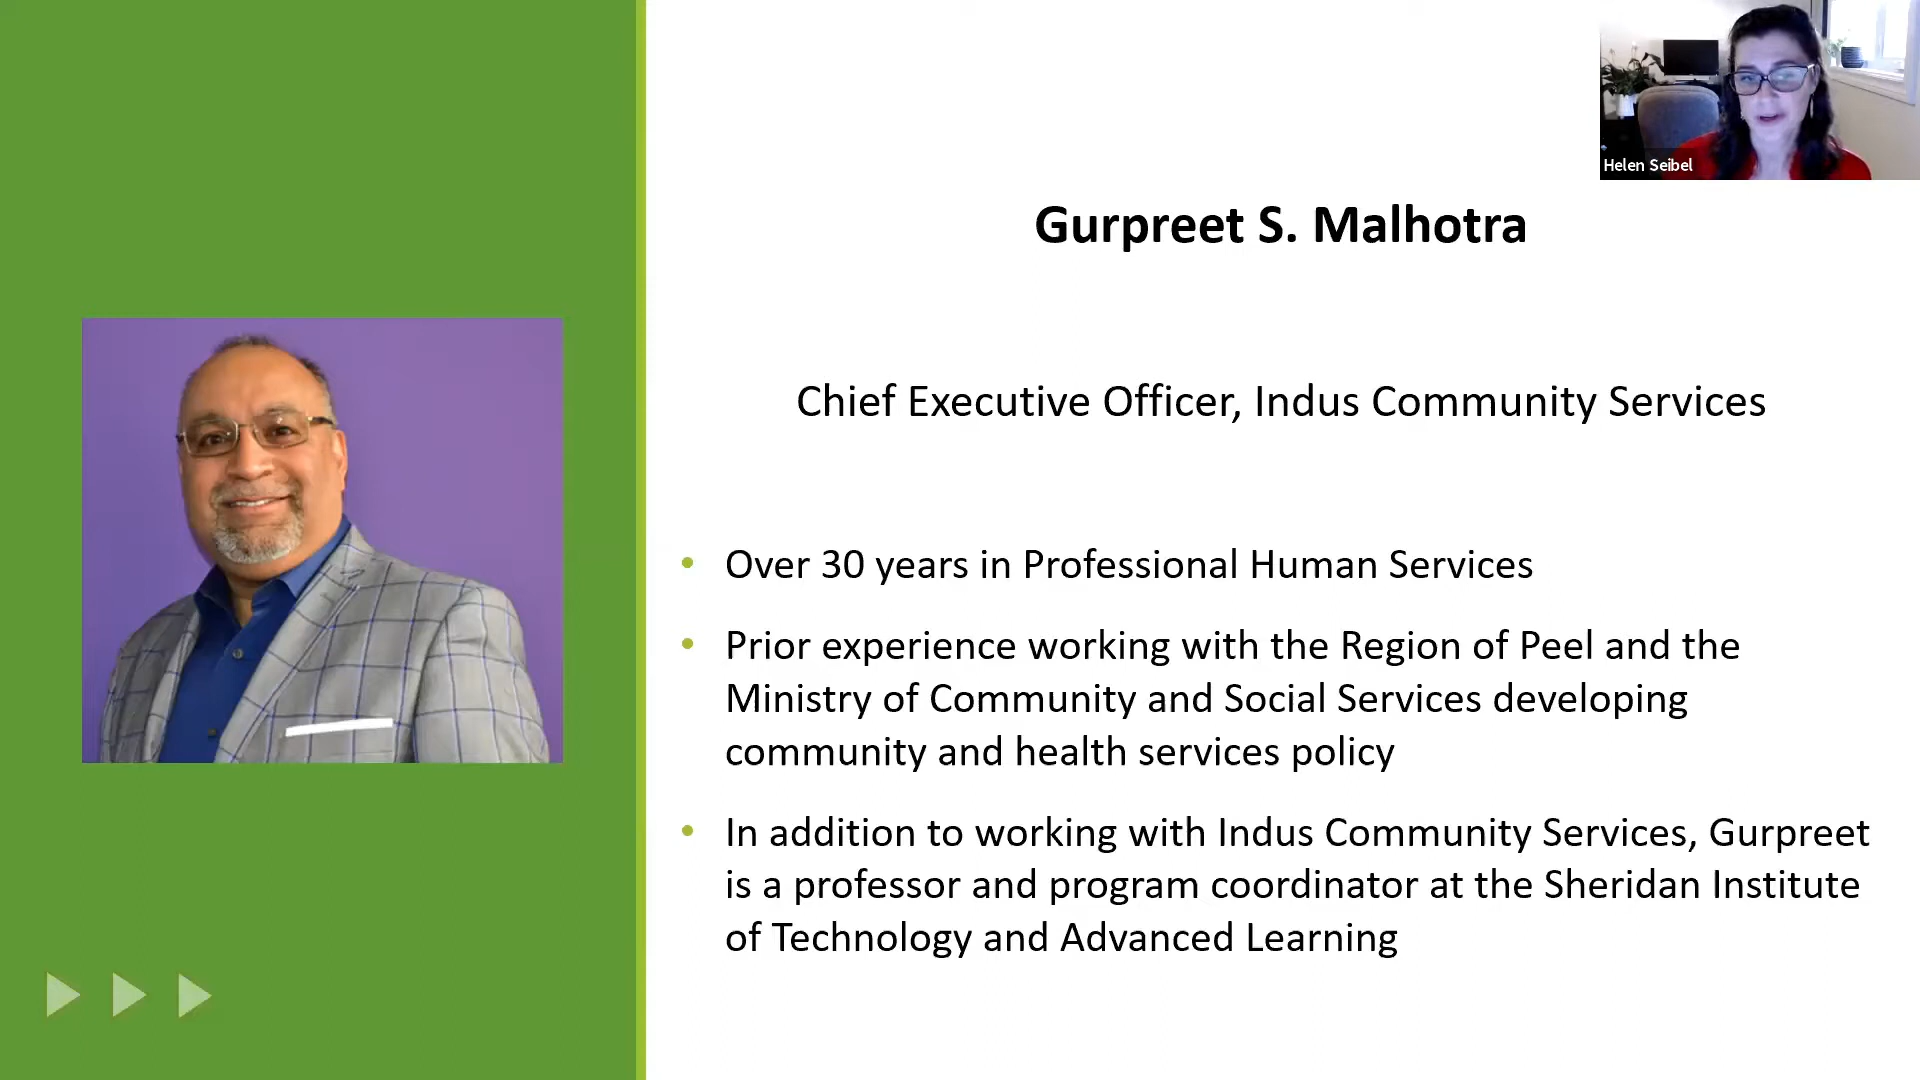 Helen Seibel
Gurpreet S. Malhotra
Chief Executive Officer, Indus Community Services
• Over 30 years in Professional Human Services
• Prior experience working with the Region of Peel and the
Ministry of Community and Social Services developing
community and health services policy
• In addition to working with Indus Community Services, Gurpreet
is a professor and program coordinator at the Sheridan Institute
of Technology and Advanced Learning